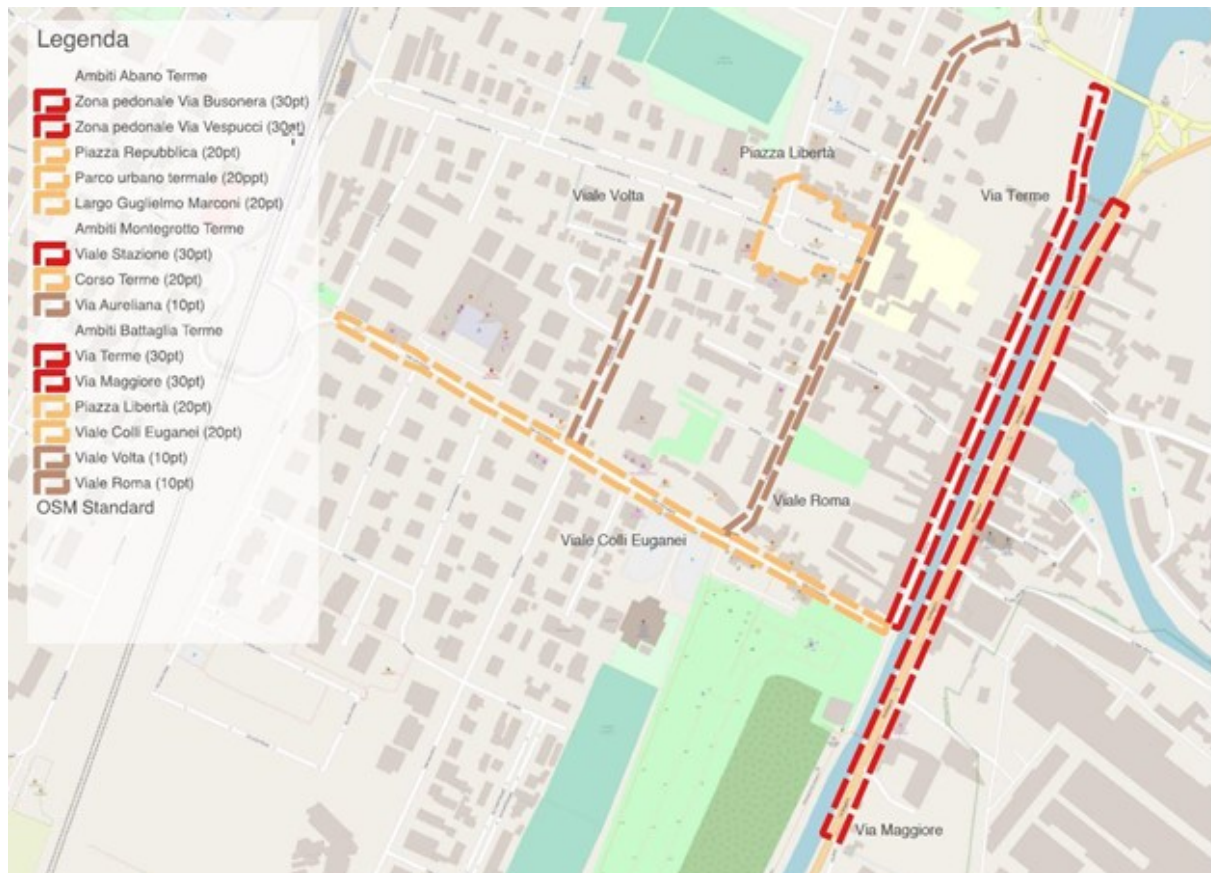 Legenda
Ambiti Abano Terme
Zona pedonale Via Busonera (30pt)
Zona pedonale Via Vespucci (30pt)
Piazza Repubblica (20pt)
Parco urbano termale (20ppt)
Largo Guglielmo Marconi (20pt)
Ambiti Montegrotto Terme
Viale Stazione (30pt)
Corso Terme (20pt)
Via Aureliana (10pt)
Ambiti Battaglia Terme
Via Terme (30pt)
Via Maggiore (30pt)
Piazza Libertà (20pt)
Viale Colli Euganei (20pt)
Viale Volta (10pt)
Viale Roma (10pt)
OSM Standard
Piazza Libertà
Viale Volta
Via Terme
Viale Roma
Viale Colli Euganei
Via Maggiore